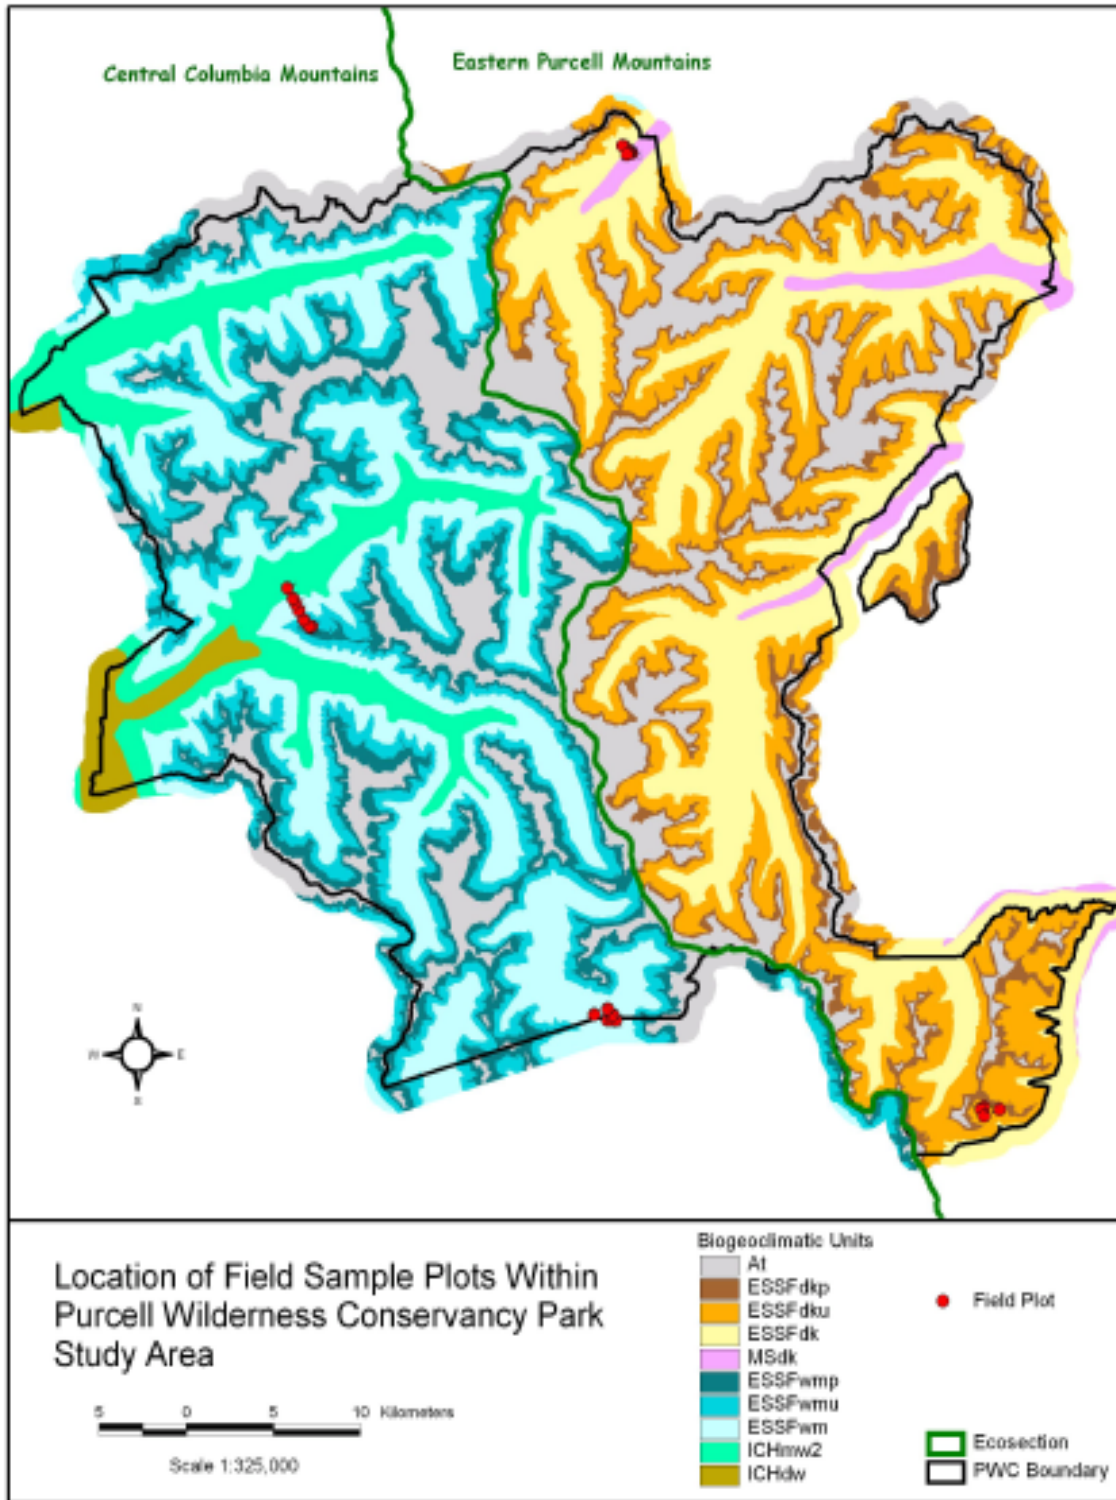 Central Columbia Mountains
Eastern Purcell Mountains
N
W
E
S
Location of Field Sample Plots Within
Purcell Wilderness Conservancy Park
Study Area
5 0 5 10 Kilometers
Scale 1:325,000
Biogeoclimatic Units
At
ESSFdkp
ESSFdku
ESSFdk
MSdk
ESSFwmp
ESSFwmu
ESSFwm
ICHmw2
ICHdw
Field Plot
Ecosection
PWC Boundary